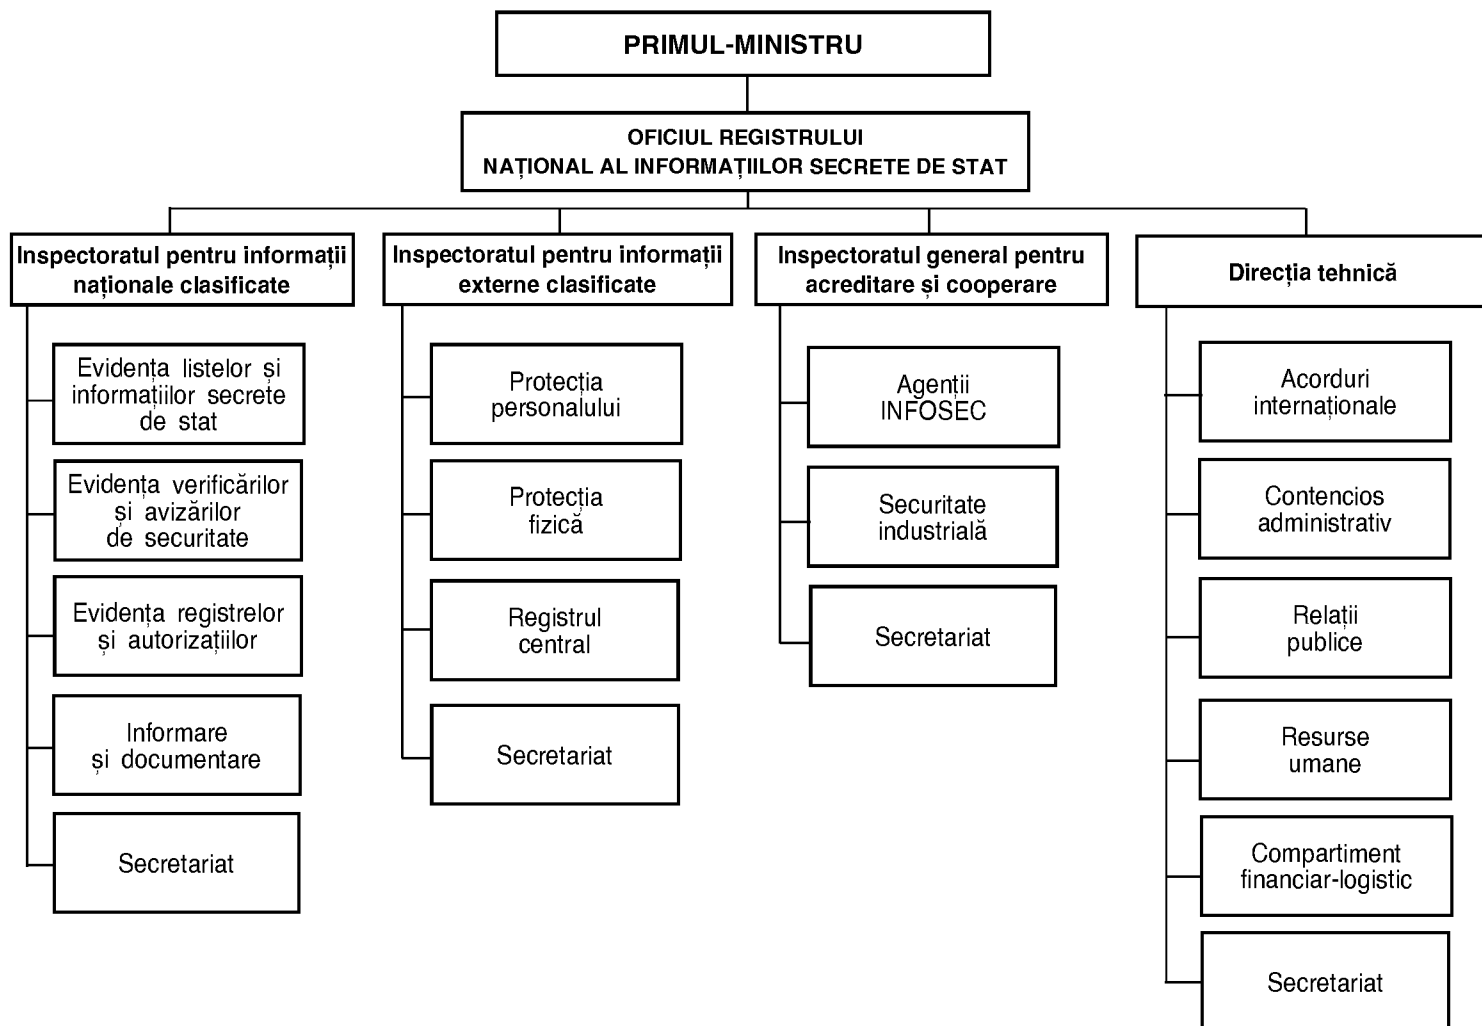 PRIMUL-MINISTRU
OFICIUL REGISTRULUI
NAȚIONAL AL INFORMAȚIILOR SECRETE DE STAT
Inspectoratul pentru informații
naționale clasificate
Evidența listelor și
informațiilor secrete
de stat
Evidența verificărilor
și avizărilor
de securitate
Evidența registrelor
și autorizațiilor
Informare
și documentare
Secretariat
Inspectoratul pentru informații
externe clasificate
Protecția
personalului
Protecția
fizică
Registrul
central
Secretariat
Inspectoratul general pentru
acreditare și cooperare
Agenții
INFOSEC
Securitate
industrială
Secretariat
Direcția tehnică
Acorduri
internaționale
Contencios
administrativ
Relații
publice
Resurse
umane
Compartiment
financiar-logistic
Secretariat